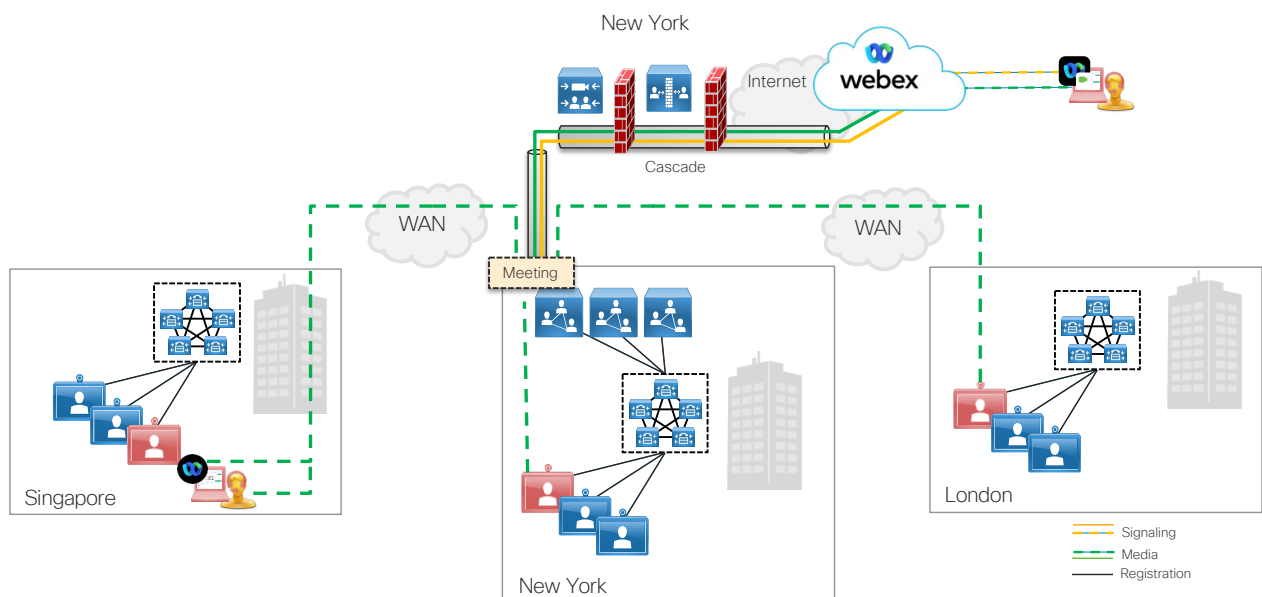 New York
Internet
webex
Cascade
WAN
WAN
Meeting
Singapore
London
New York
Signaling
Media
Registration